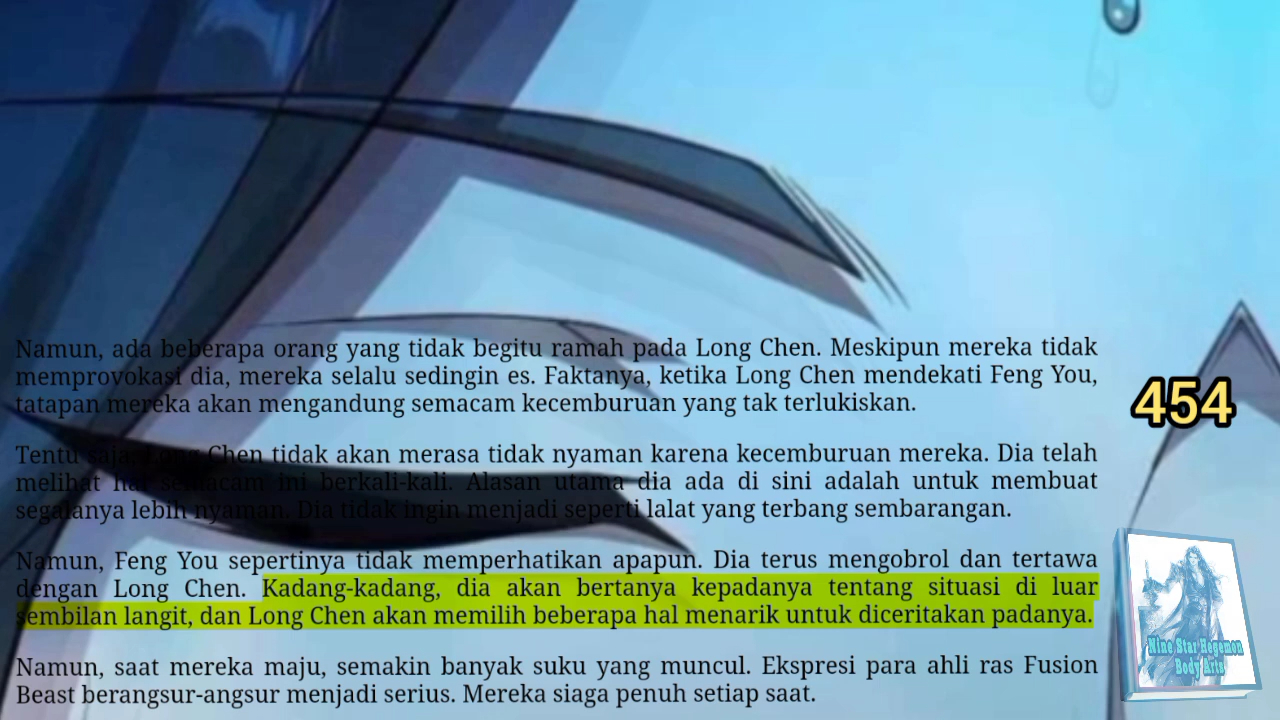 Namun, ada beberapa orang yang tidak begitu ramah pada Long Chen. Meskipun mereka tidak
memprovokasi dia, mereka selalu sedingin es. Faktanya, ketika Long Chen mendekati Feng You,
tatapan mereka akan mengandung semacam kecemburuan yang tak terlukiskan.
Tentu saja, Long Chen tidak akan merasa tidak nyaman karena kecemburuan mereka. Dia telah
melihat hal semacam ini berkali-kali. Alasan utama dia ada di sini adalah untuk membuat
segalanya lebih nyaman. Dia tidak ingin menjadi seperti lalat yang terbang sembarangan.
Namun, Feng You sepertinya tidak memperhatikan apapun. Dia terus mengobrol dan tertawa
dengan Long Chen. Kadang-kadang, dia akan bertanya kepadanya tentang situasi di luar
sembilan langit, dan Long Chen akan memilih beberapa hal menarik untuk diceritakan padanya.
Namun, saat mereka maju, semakin banyak suku yang muncul. Ekspresi para ahli ras Fusion
Beast berangsur-angsur menjadi serius. Mereka siaga penuh setiap saat.
454
Nine Star Hegemon
Body Arts